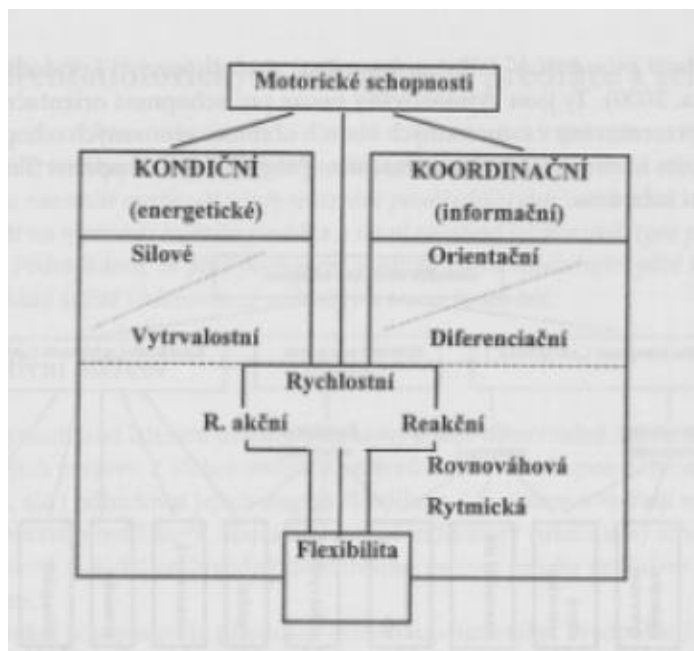 Motorické schopnosti
KONDIČNÍ
(energetické)
KOORDINAČNÍ
(informační)
Silové
Orientační
Vytrvalostní
Diferenciační
Rychlostní
R. akční
Reakční
Rovnováhová
Rytmická
Flexibilita